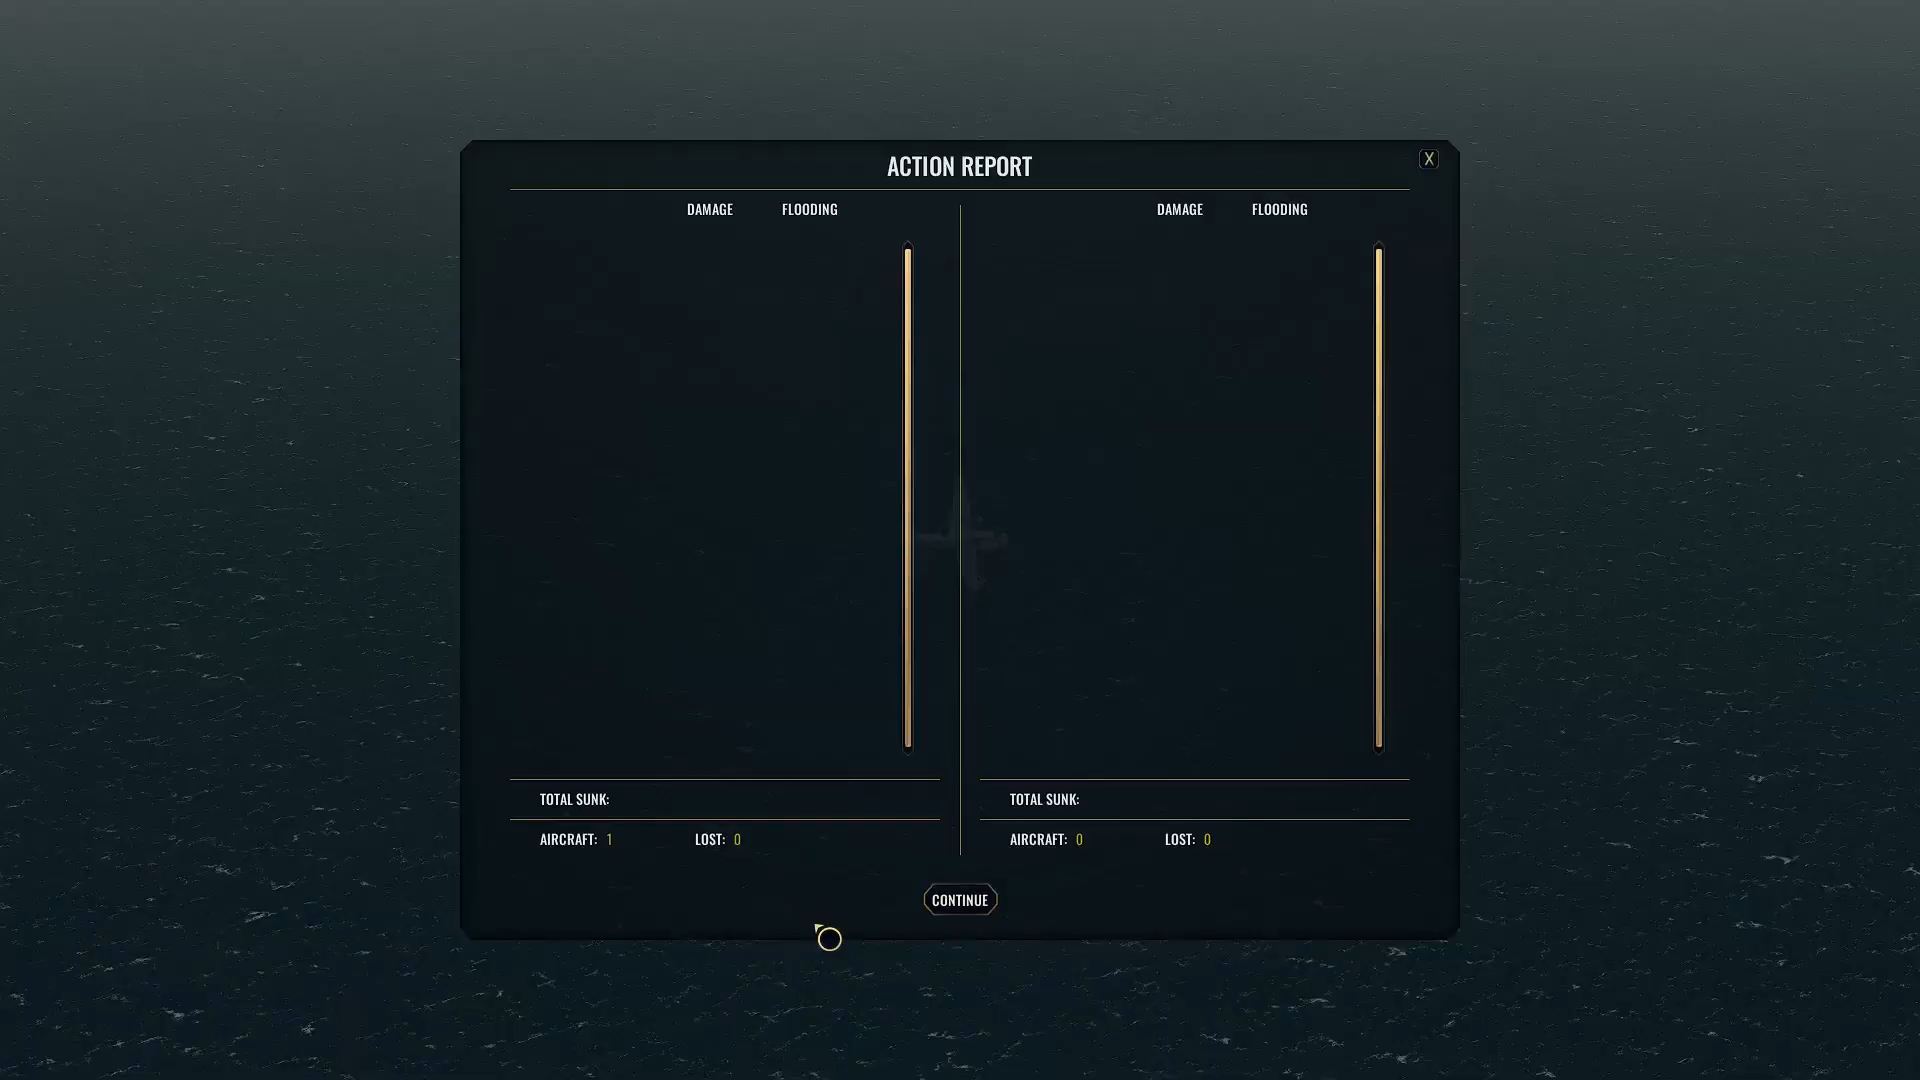 ACTION REPORT
X
DAMAGE FLOODING
DAMAGE FLOODING
TOTAL SUNK:
TOTAL SUNK:
AIRCRAFT: 1 LOST: 0
AIRCRAFT: 0 LOST: 0
CONTINUE